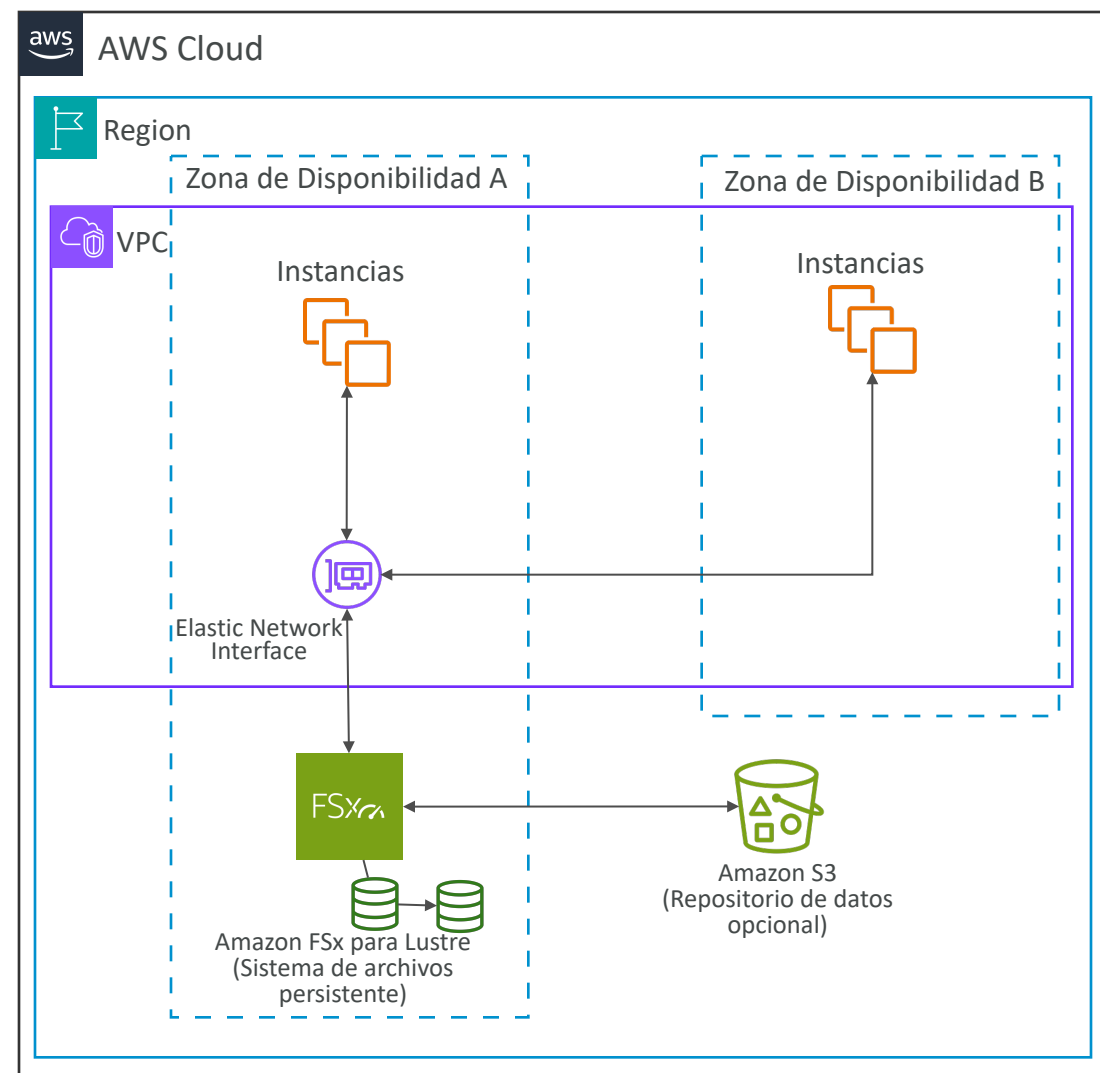 aws
AWS Cloud
Region
Zona de Disponibilidad A
Zona de Disponibilidad B
VPC
Instancias
Instancias
Elastic Network
Interface
FSx
Amazon S3
(Repositorio de datos
opcional)
Amazon FSx para Lustre
(Sistema de archivos
persistente)